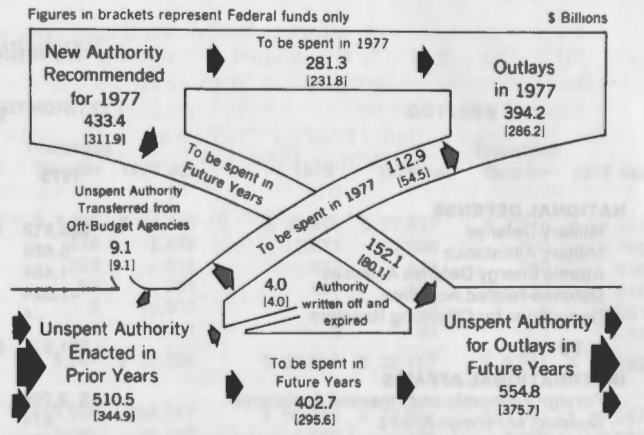 Figures in brackets represent Federal funds only
$ Billions
New Authority
Recommended
for 1977
433.4
[311.9]
To be spent in 1977
281.3
[231.8]
Outlays
in 1977
394.2
[286.2]
To be spent in
Future Years
To be spent in 1977
112.9
[54.5]
152.1
[80.1]
Unspent Authority
Transferred from
Off-Budget Agencies
9.1
[9.1]
4.0
[4.0]
Authority
written off and
expired
Unspent Authority
Enacted in
Prior Years
510.5
[344.9]
To be spent in
Future Years
402.7
[295.6]
Unspent Authority
for Outlays in
Future Years
554.8
[375.7]
NATIONAL DEFENSE